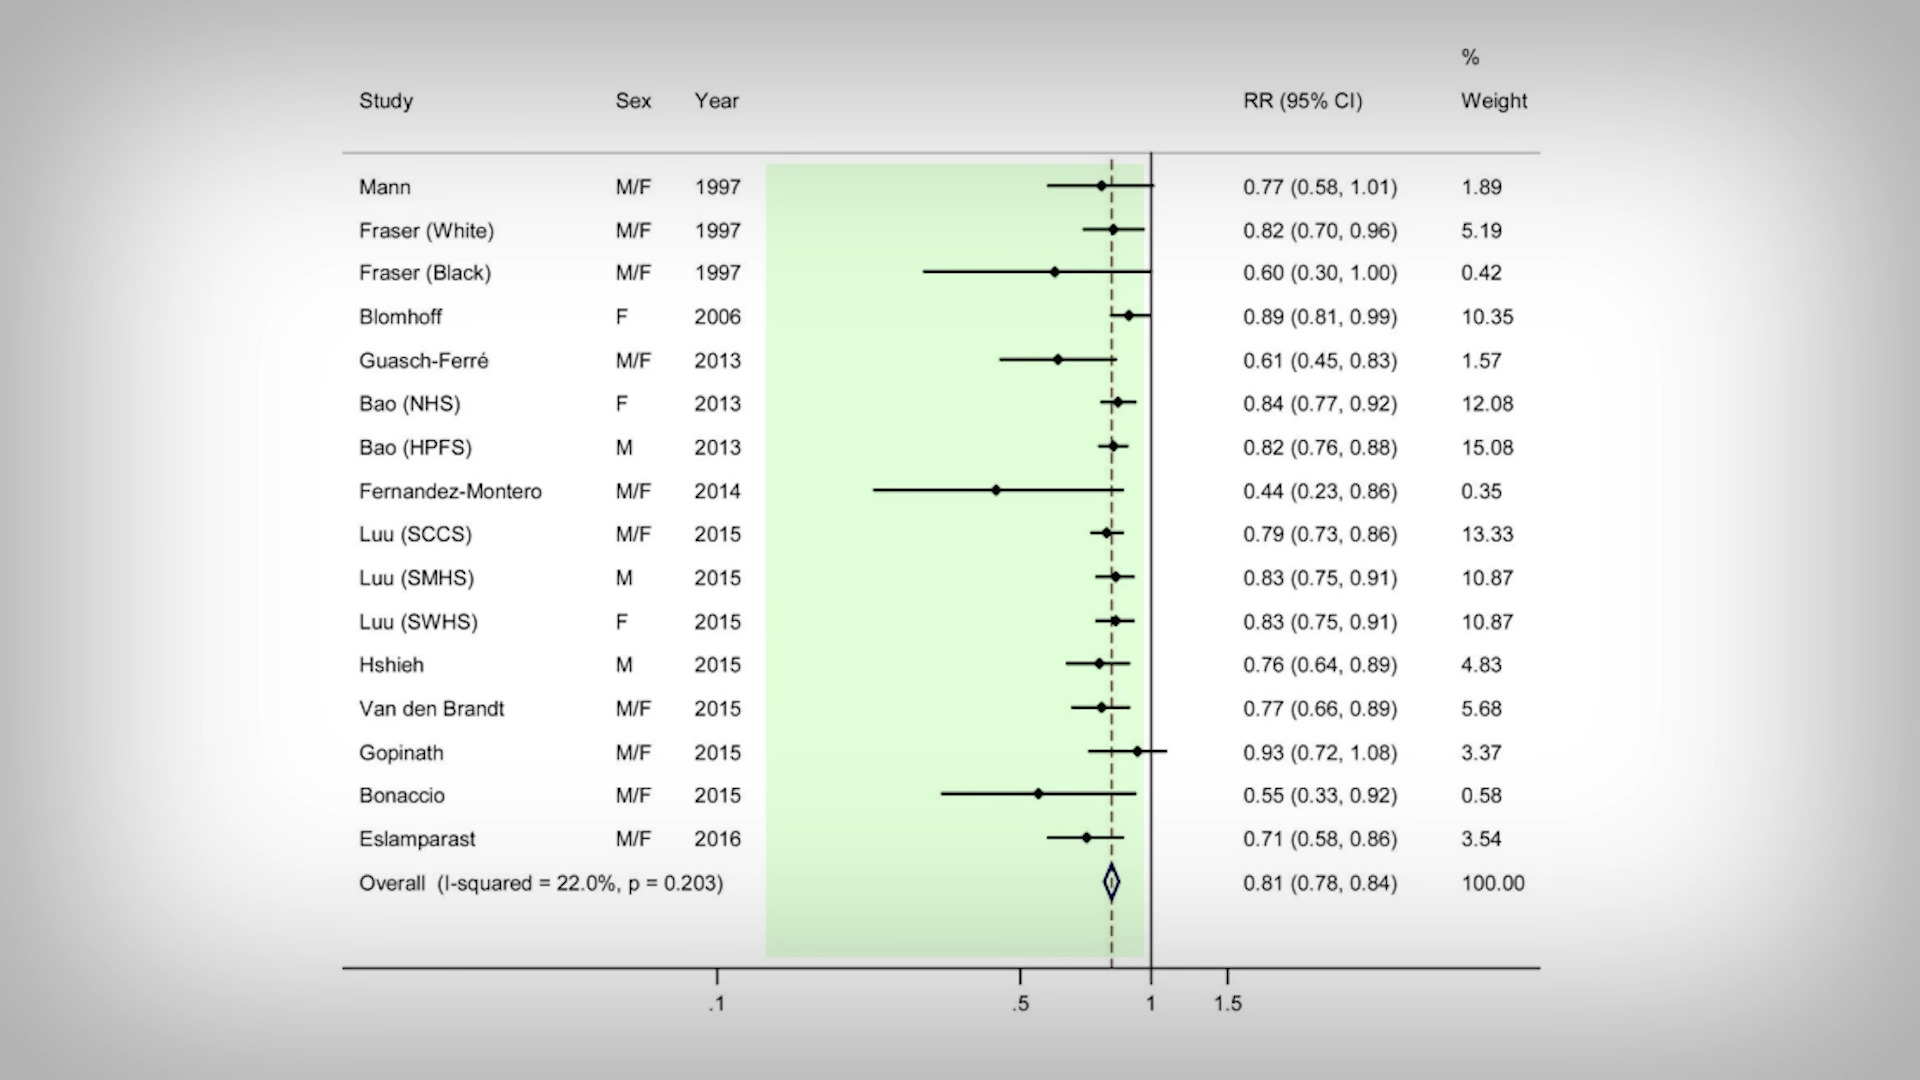 %
Study Sex Year RR (95% CI) Weight
Mann M/F 1997 0.77 (0.58, 1.01) 1.89
Fraser (White) M/F 1997 0.82 (0.70, 0.96) 5.19
Fraser (Black) M/F 1997 0.60 (0.30, 1.00) 0.42
Blomhoff F 2006 0.89 (0.81, 0.99) 10.35
Guasch-Ferré M/F 2013 0.61 (0.45, 0.83) 1.57
Bao (NHS) F 2013 0.84 (0.77, 0.92) 12.08
Bao (HPFS) M 2013 0.82 (0.76, 0.88) 15.08
Fernandez-Montero M/F 2014 0.44 (0.23, 0.86) 0.35
Luu (SCCS) M/F 2015 0.79 (0.73, 0.86) 13.33
Luu (SMHS) M 2015 0.83 (0.75, 0.91) 10.87
Luu (SWHS) F 2015 0.83 (0.75, 0.91) 10.87
Hshieh M 2015 0.76 (0.64, 0.89) 4.83
Van den Brandt M/F 2015 0.77 (0.66, 0.89) 5.68
Gopinath M/F 2015 0.93 (0.72, 1.08) 3.37
Bonaccio M/F 2015 0.55 (0.33, 0.92) 0.58
Eslamparast M/F 2016 0.71 (0.58, 0.86) 3.54
Overall (I-squared = 22.0%, p = 0.203) 0.81 (0.78, 0.84) 100.00
.1 .5 1 1.5